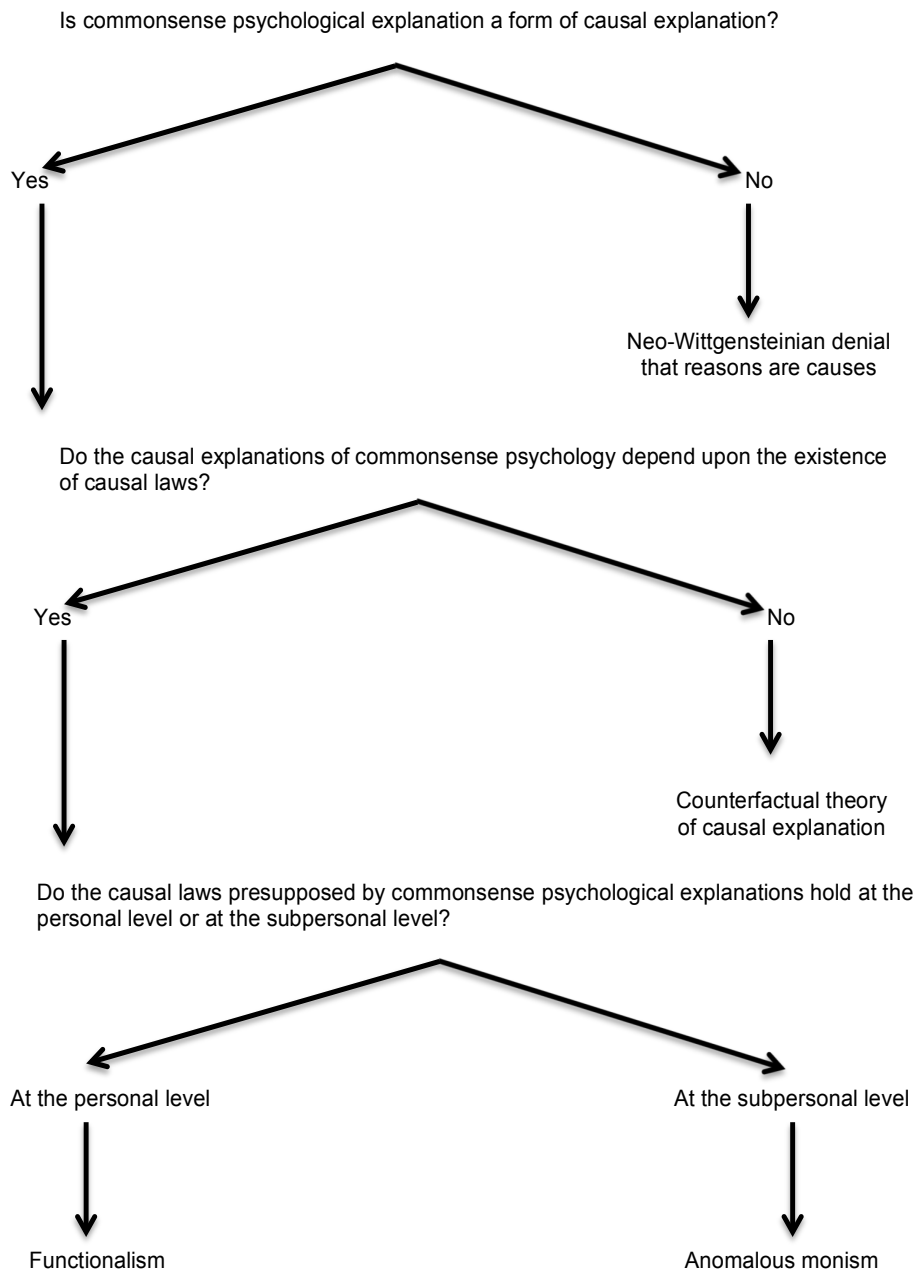 Is commonsense psychological explanation a form of causal explanation?
Yes
No
Neo-Wittgensteinian denial
that reasons are causes
Do the causal explanations of commonsense psychology depend upon the existence
of causal laws?
Yes
No
Counterfactual theory
of causal explanation
Do the causal laws presupposed by commonsense psychological explanations hold at the
personal level or at the subpersonal level?
At the personal level
At the subpersonal level
Functionalism
Anomalous monism